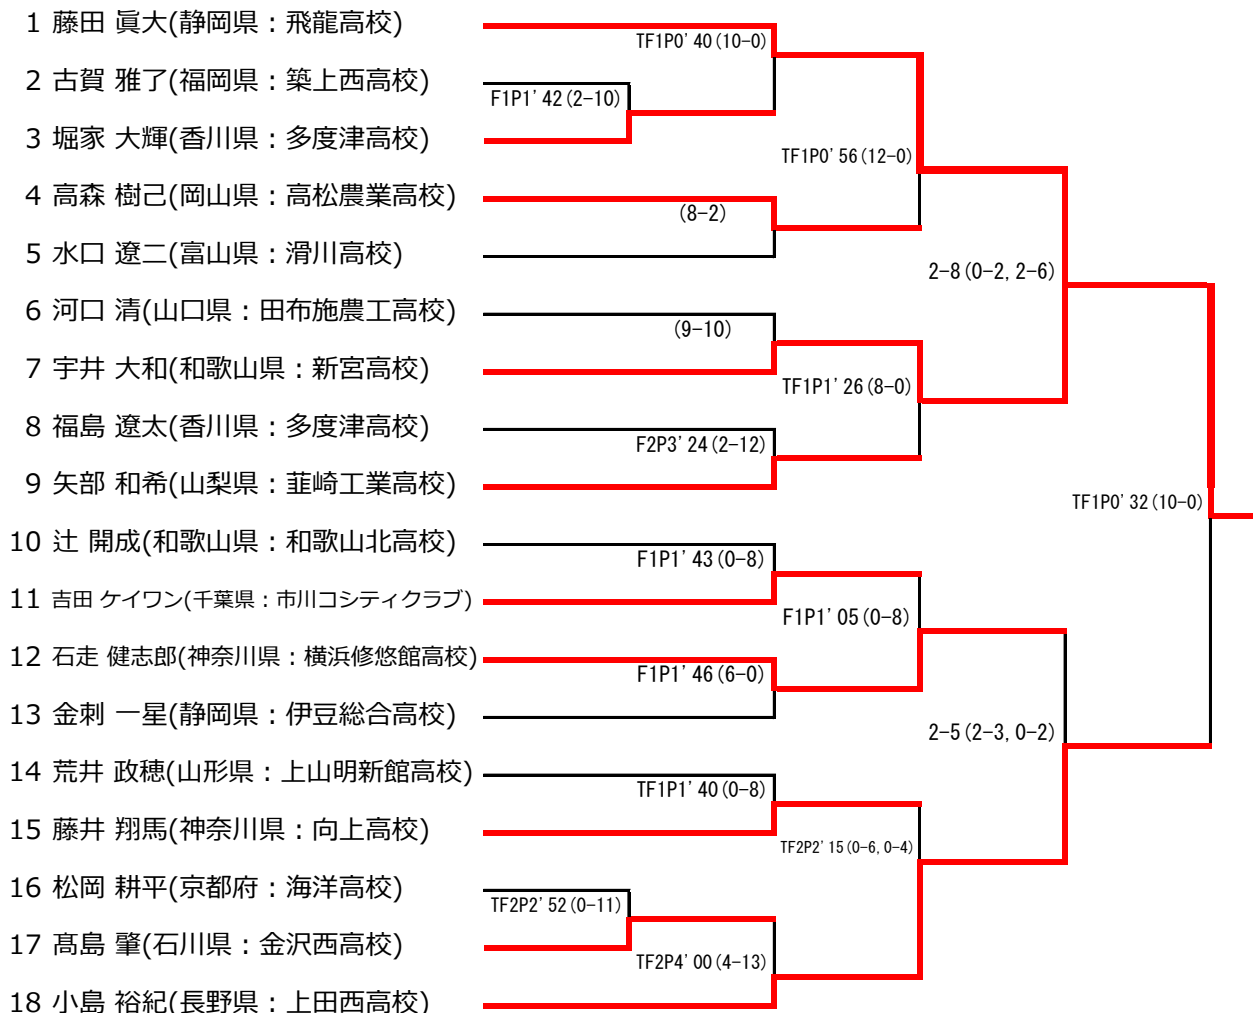 1 藤田 眞大(静岡県：飛龍高校)
TF1P0'40(10-0)
2 古賀 雅了(福岡県：築上西高校)
F1P1'42(2-10)
3 堀家 大輝(香川県：多度津高校)
TF1P0'56(12-0)
4 高森 樹己(岡山県：高松農業高校)
(8-2)
5 水口 遼二(富山県：滑川高校)
2-8(0-2,2-6)
6 河口 清(山口県：田布施農工高校)
(9-10)
7 宇井 大和(和歌山県：新宮高校)
TF1P1'26(8-0)
8 福島 遼太(香川県：多度津高校)
F2P3'24(2-12)
9 矢部 和希(山梨県：韮崎工業高校)
TF1P0'32(10-0)
10 辻 開成(和歌山県：和歌山北高校)
F1P1'43(0-8)
11 吉田 ケイワン(千葉県：市川コシティクラブ)
F1P1'05(0-8)
12 石走 健志郎(神奈川県：横浜修悠館高校)
F1P1'46(6-0)
13 金刺 一星(静岡県：伊豆総合高校)
2-5(2-3,0-2)
14 荒井 政穂(山形県：上山明新館高校)
TF1P1'40(0-8)
15 藤井 翔馬(神奈川県：向上高校)
TF2P2'15(0-6,0-4)
16 松岡 耕平(京都府：海洋高校)
TF2P2'52(0-11)
17 髙島 肇(石川県：金沢西高校)
TF2P4'00(4-13)
18 小島 裕紀(長野県：上田西高校)